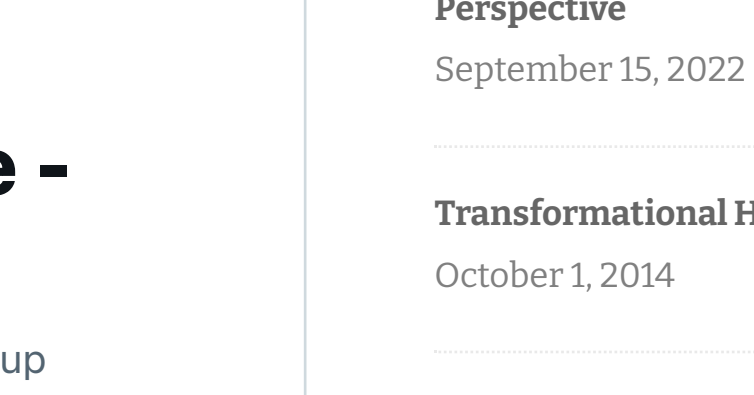 e -
up
Perspective
September 15, 2022
Transformational H
October 1, 2014